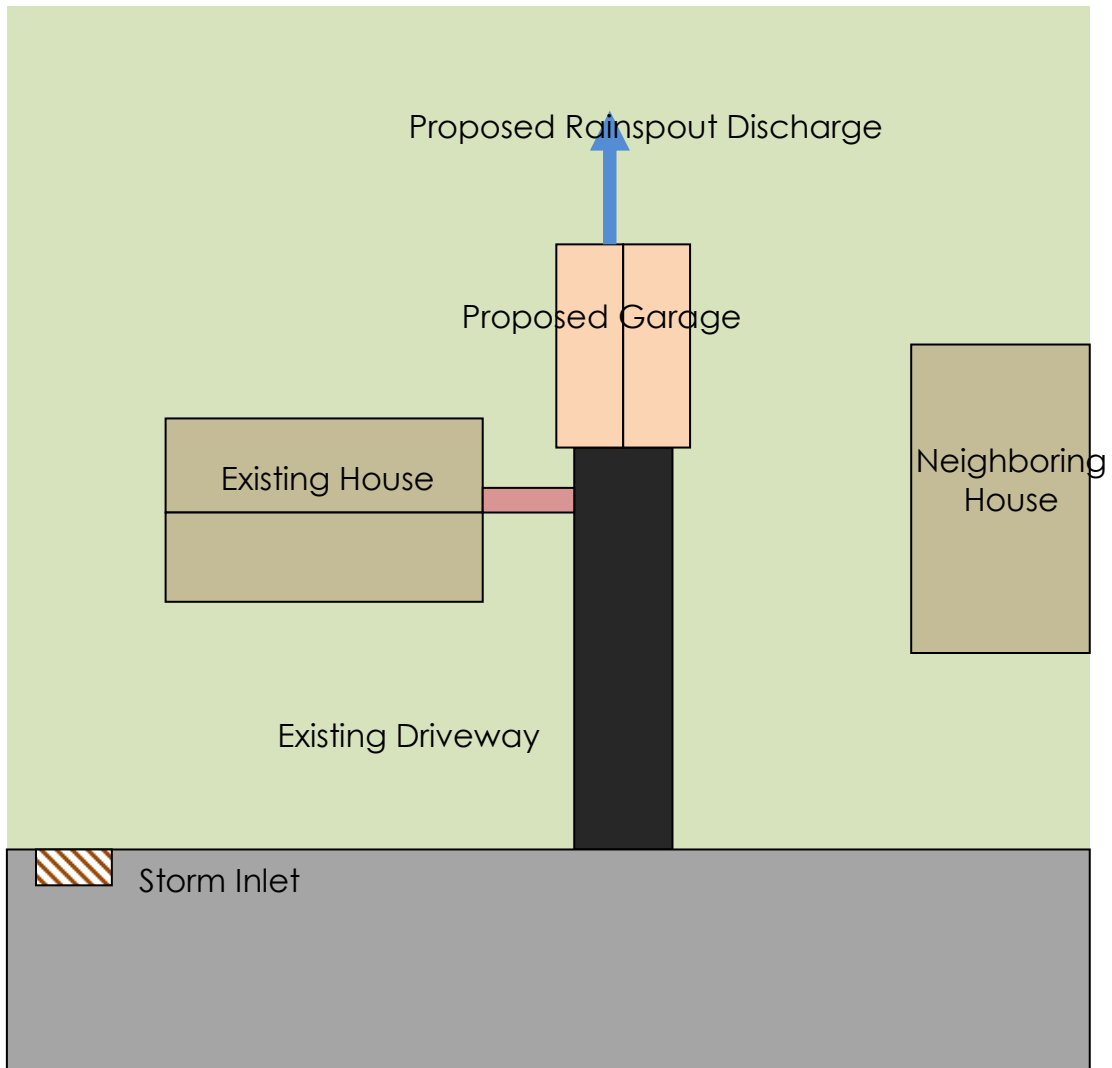 Proposed Rainspout Discharge
Proposed Garage
Existing House
Neighboring
House
Existing Driveway
Storm Inlet